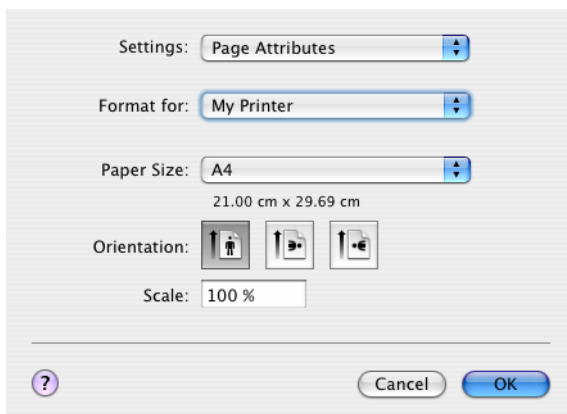 Settings: Page Attributes
Format for: My Printer
Paper Size: A4
21.00 cm x 29.69 cm
Orientation:
Scale: 100 %
? Cancel OK